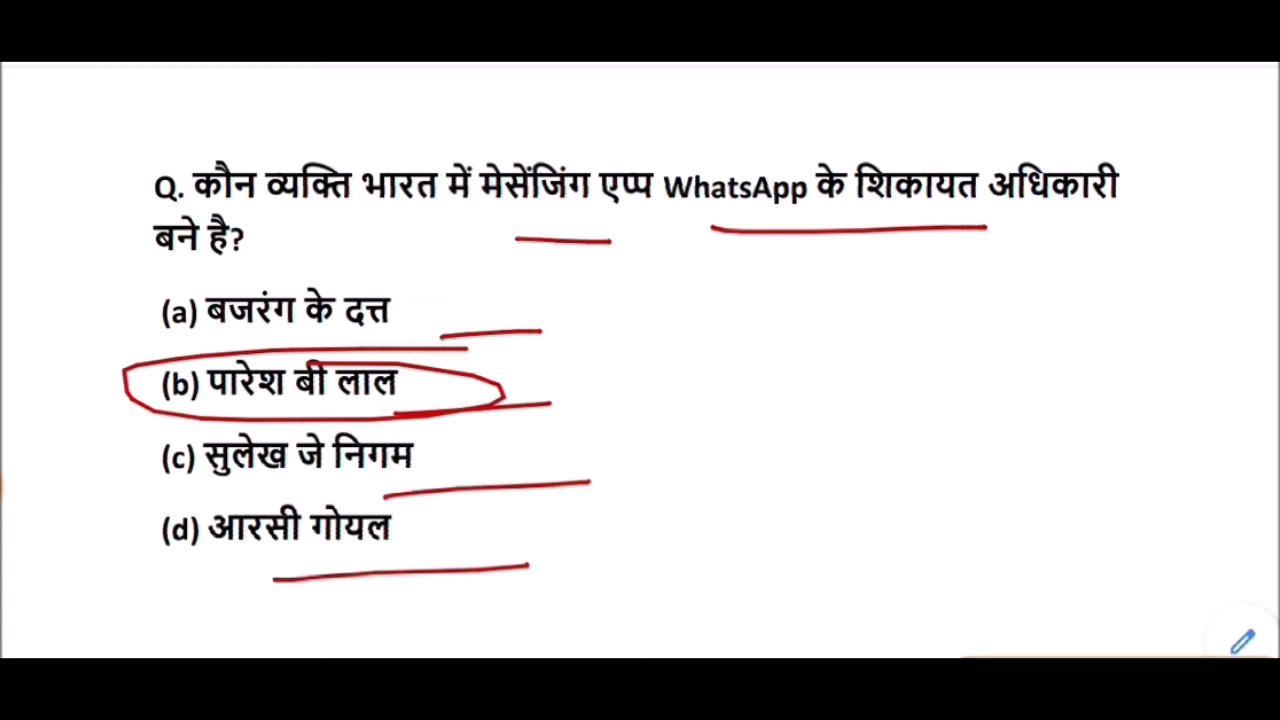 Q. कौन व्यक्ति भारत में मेसेंजिंग एप्प WhatsApp के शिकायत अधिकारी
बने है?
(a) बजरंग के दत्त
(b) पारेश बी लाल
(c) सुलेख जे निगम
(d) आरसी गोयल